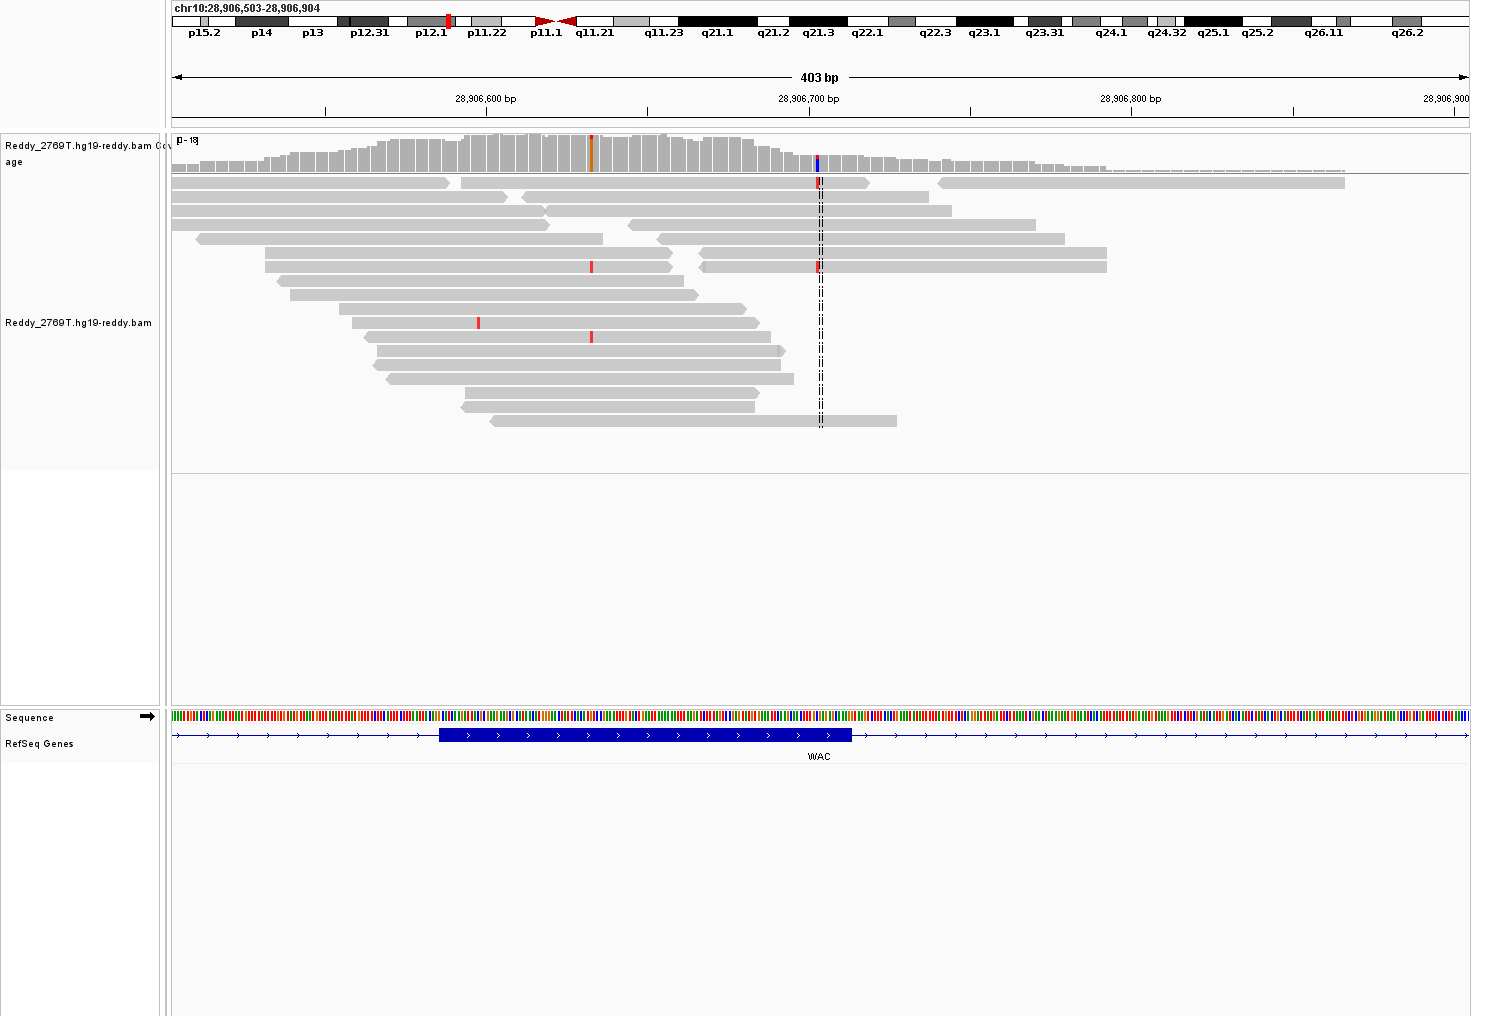 chr10:28,906,503-28,906,904
p15.2 p14 p13 p12.31 p12.1 p11.22 p11.1 q11.21 q11.23 q21.1 q21.2 q21.3 q22.1 q22.3 q23.1 q23.31 q24.1 q24.32 q25.1 q25.2 q26.11 q26.2
403 bp
28,906,600 bp 28,906,700 bp 28,906,800 bp 28,906,900
[0 - 18]
Reddy_2769T.hg19-reddy.bam Cov
age
Reddy_2769T.hg19-reddy.bam
Sequence
RefSeq Genes
WAC